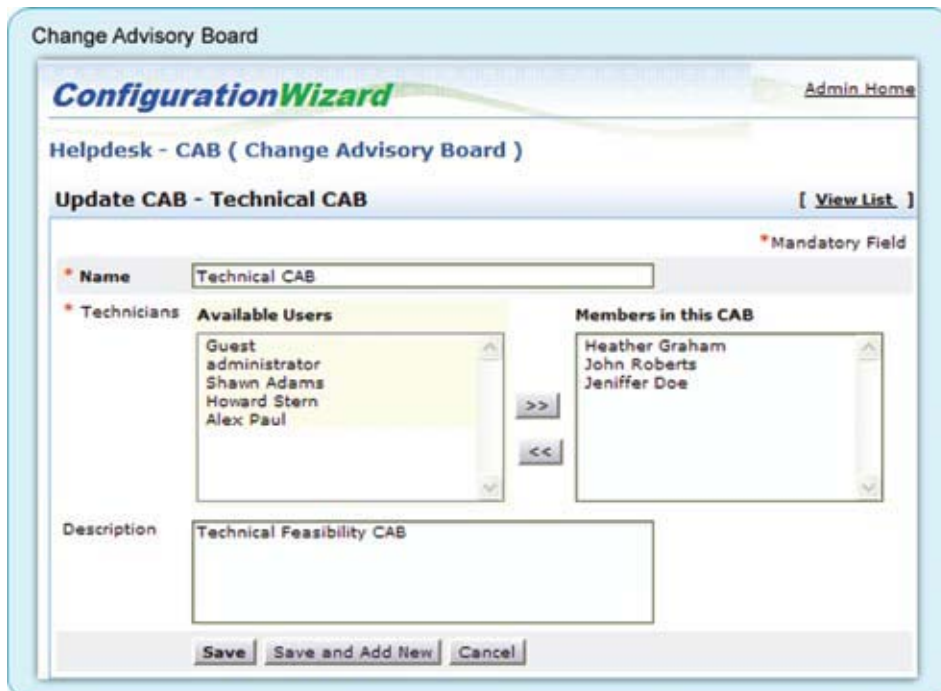 Change Advisory Board
ConfigurationWizard
Admin Home
Helpdesk - CAB ( Change Advisory Board )
Update CAB - Technical CAB
[ View List ]
*Mandatory Field
* Name
Technical CAB
* Technicians
Available Users
Guest
administrator
Shawn Adams
Howard Stern
Alex Paul
>>
<<
Members in this CAB
Heather Graham
John Roberts
Jeniffer Doe
Description
Technical Feasibility CAB
Save
Save and Add New
Cancel